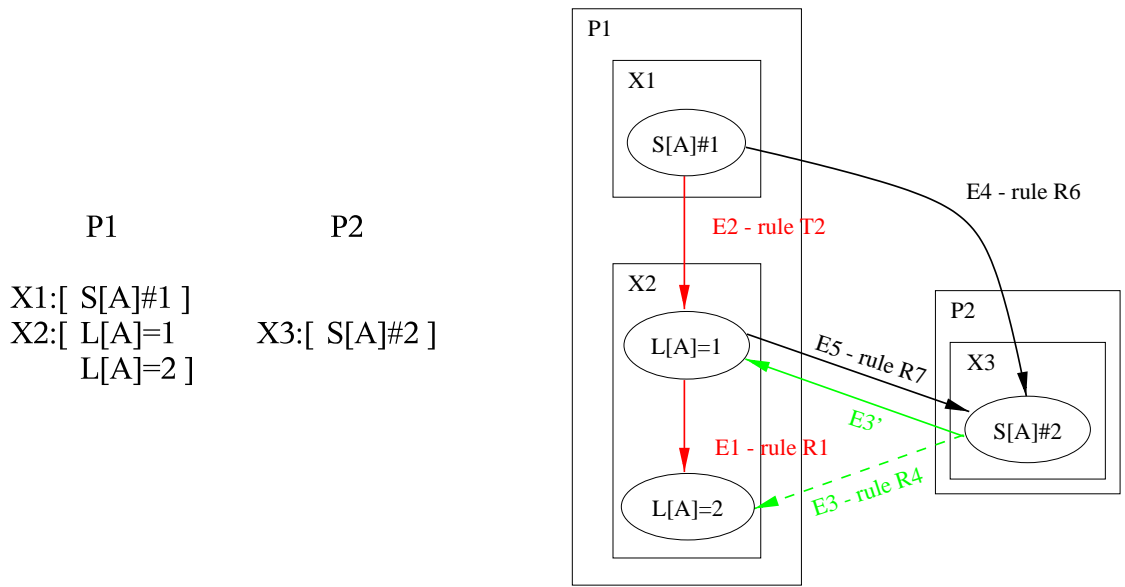 P1 P2
X1:[ S[A]#1 ]
X2:[ L[A]=1 X3:[ S[A]#2 ]
L[A]=2 ]
P1
X1
S[A]#1
E4 - rule R6
E2 - rule T2
X2
P2
L[A]=1
E5 - rule R7
X3
E3'
S[A]#2
E1 - rule R1
E3 - rule R4
L[A]=2